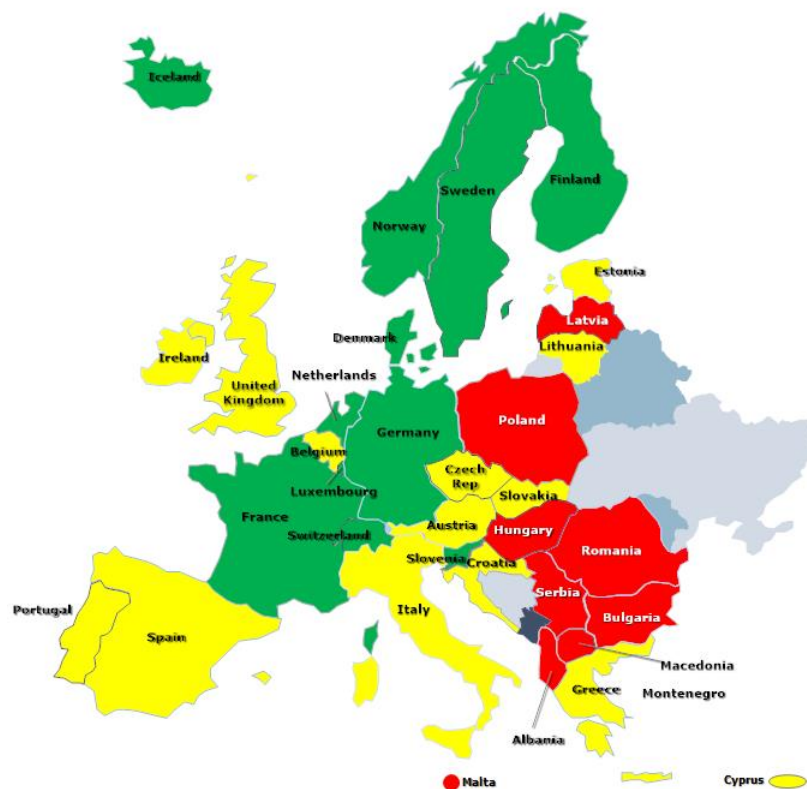 Iceland
Finland
Sweden
Norway
Estonia
Latvia
Denmark
Lithuania
Ireland
Netherlands
United
Kingdom
Poland
Germany
Belgium
Czech
Rep
Luxembourg
Slovakia
France
Austria
Hungary
Switzerland
Romania
Slovenia
Croatia
Serbia
Portugal
Italy
Bulgaria
Spain
Macedonia
Greece
Montenegro
Albania
Malta
Cyprus